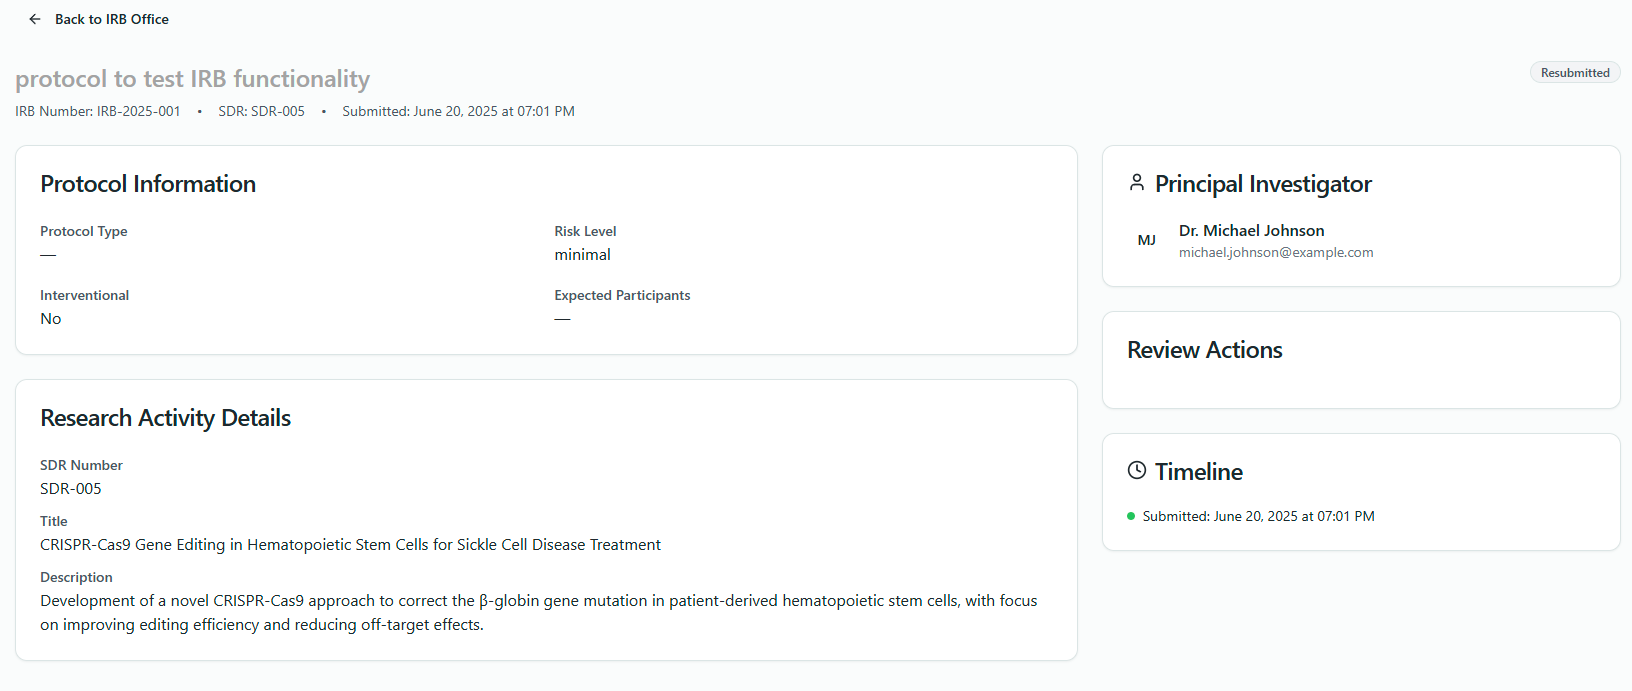 Back to IRB Office
protocol to test IRB functionality
Resubmitted
IRB Number: IRB-2025-001 • SDR: SDR-005 • Submitted: June 20, 2025 at 07:01 PM
Protocol Information
Protocol Type
—
Risk Level
minimal
Interventional
No
Expected Participants
—
Research Activity Details
SDR Number
SDR-005
Title
CRISPR-Cas9 Gene Editing in Hematopoietic Stem Cells for Sickle Cell Disease Treatment
Description
Development of a novel CRISPR-Cas9 approach to correct the β-globin gene mutation in patient-derived hematopoietic stem cells, with focus
on improving editing efficiency and reducing off-target effects.
Principal Investigator
MJ
Dr. Michael Johnson
michael.johnson@example.com
Review Actions
Timeline
Submitted: June 20, 2025 at 07:01 PM